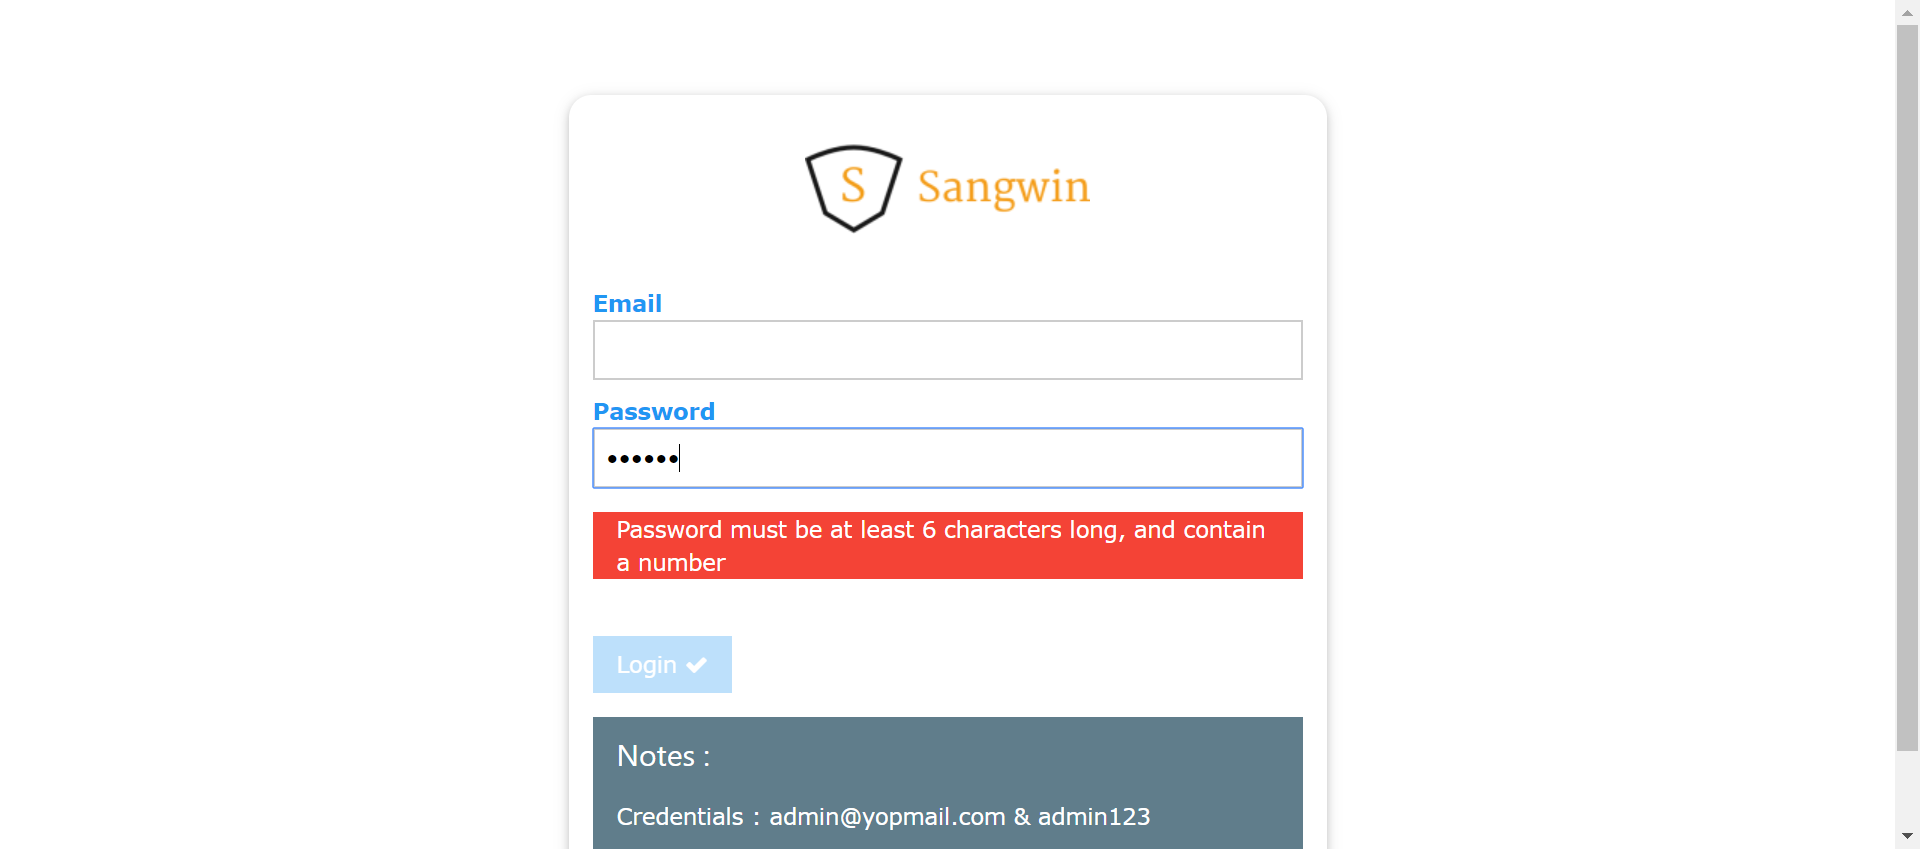 S Sangwin
Email
Password
••••••
Password must be at least 6 characters long, and contain
a number
Login ✔
Notes :
Credentials : admin@yopmail.com & admin123